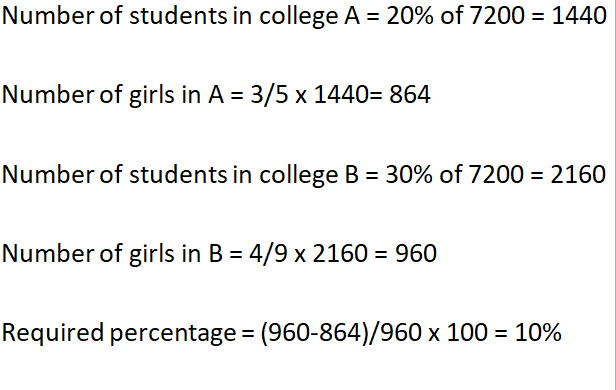 Number of students in college A = 20% of 7200 = 1440
Number of girls in A = 3/5 x 1440= 864
Number of students in college B = 30% of 7200 = 2160
Number of girls in B = 4/9 x 2160 = 960
Required percentage = (960-864)/960 x 100 = 10%